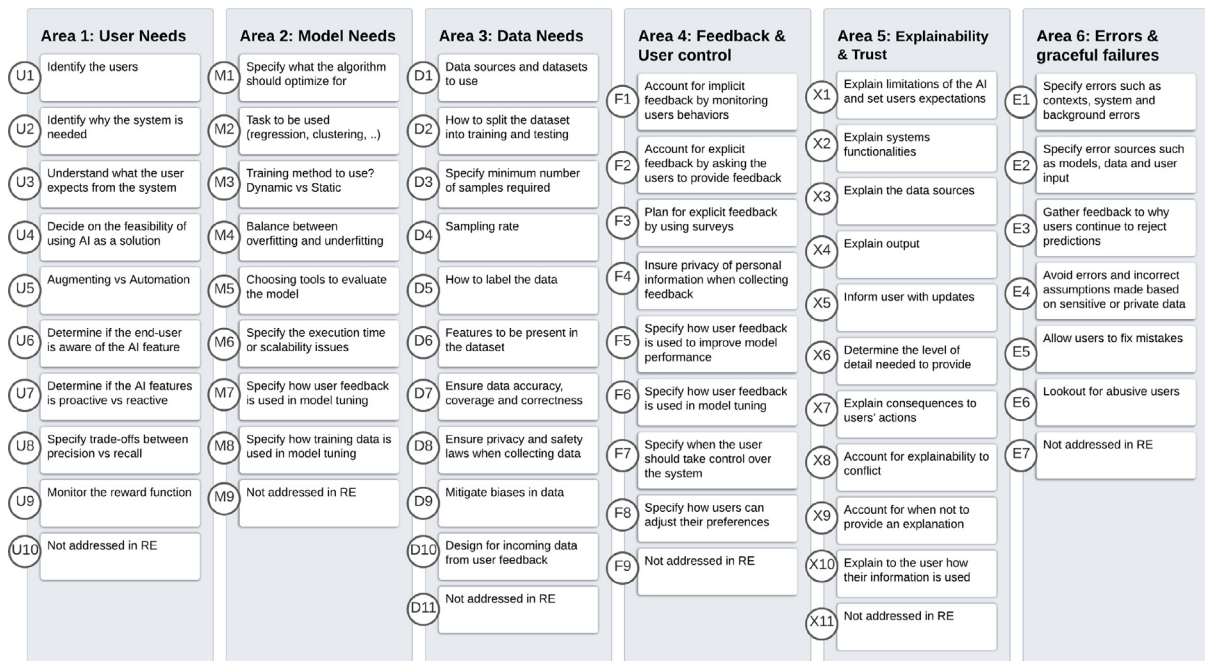 Area 1: User Needs
U1
Identify the users
U2
Identify why the system is
needed
U3
Understand what the user
expects from the system
U4
Decide on the feasibility of
using AI as a solution
U5
Augmenting vs Automation
U6
Determine if the end-user
is aware of the AI feature
U7
Determine if the AI features
is proactive vs reactive
U8
Specify trade-offs between
precision vs recall
U9
Monitor the reward function
U10
Not addressed in RE
Area 2: Model Needs
M1
Specify what the algorithm
should optimize for
M2
Task to be used
(regression, clustering, ..)
M3
Training method to use?
Dynamic vs Static
M4
Balance between
overfitting and underfitting
M5
Choosing tools to evaluate
the model
M6
Specify the execution time
or scalability issues
M7
Specify how user feedback
is used in model tuning
M8
Specify how training data is
used in model tuning
M9
Not addressed in RE
Area 3: Data Needs
D1
Data sources and datasets
to use
D2
How to split the dataset
into training and testing
D3
Specify minimum number
of samples required
D4
Sampling rate
D5
How to label the data
D6
Features to be present in
the dataset
D7
Ensure data accuracy,
coverage and correctness
D8
Ensure privacy and safety
laws when collecting data
D9
Mitigate biases in data
D10
Design for incoming data
from user feedback
D11
Not addressed in RE
Area 4: Feedback &
User control
F1
Account for implicit
feedback by monitoring
users behaviors
F2
Account for explicit
feedback by asking the
users to provide feedback
F3
Plan for explicit feedback
by using surveys
F4
Insure privacy of personal
information when collecting
feedback
F5
Specify how user feedback
is used to improve model
performance
F6
Specify how user feedback
is used in model tuning
F7
Specify when the user
should take control over
the system
F8
Specify how users can
adjust their preferences
F9
Not addressed in RE
Area 5: Explainability
& Trust
X1
Explain limitations of the AI
and set users expectations
X2
Explain systems
functionalities
X3
Explain the data sources
X4
Explain output
X5
Inform user with updates
X6
Determine the level of
detail needed to provide
X7
Explain consequences to
users' actions
X8
Account for explainability to
conflict
X9
Account for when not to
provide an explanation
X10
Explain to the user how
their information is used
X11
Not addressed in RE
Area 6: Errors &
graceful failures
E1
Specify errors such as
contexts, system and
background errors
E2
Specify error sources such
as models, data and user
input
E3
Gather feedback to why
users continue to reject
predictions
E4
Avoid errors and incorrect
assumptions made based
on sensitive or private data
E5
Allow users to fix mistakes
E6
Lookout for abusive users
E7
Not addressed in RE